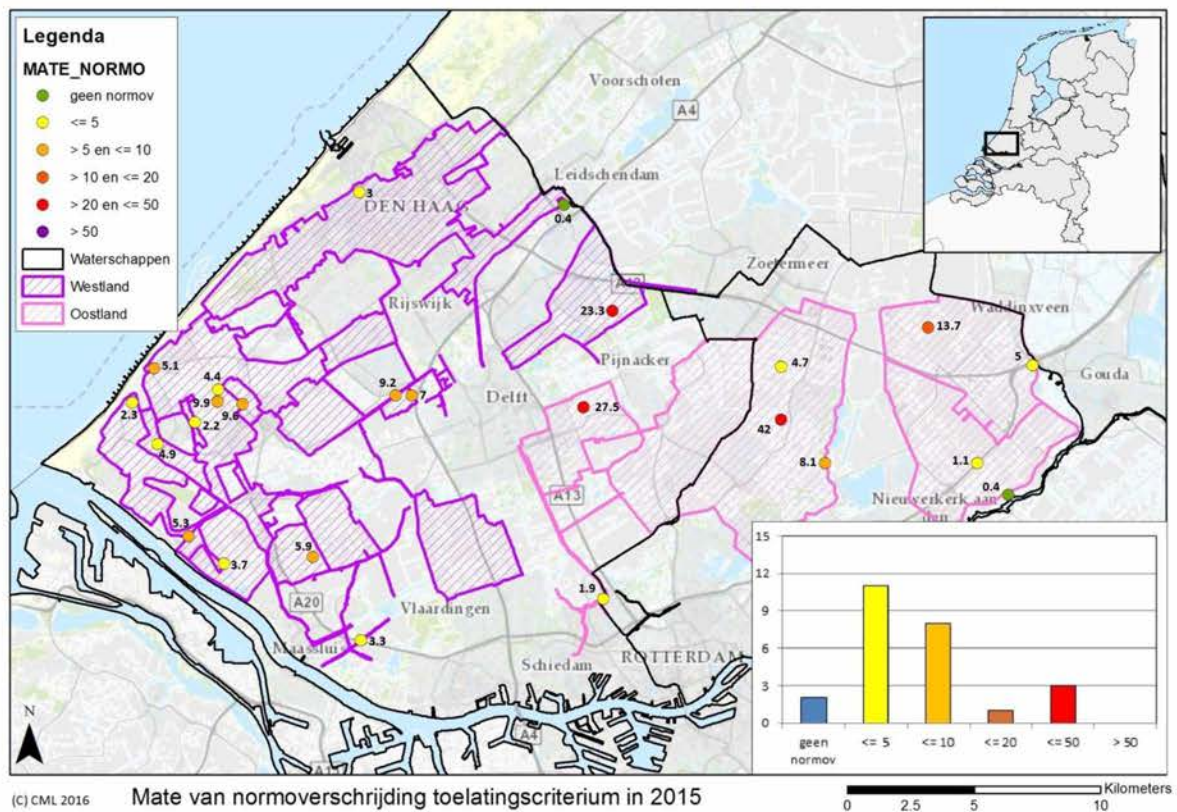 Legenda
MATE_NORMO
geen normov
<= 5
> 5 en <= 10
> 10 en <= 20
> 20 en <= 50
> 50
Waterschappen
Westland
Oostland
Voorschoten
A4
Leidschendam
3
DEN HAAG
0.4
Zoetermeer
Rijswijk
23.3
Waddinxveen
13.7
5.1
4.4
Pijnacker
4.7
5
Gouda
9.2
7
Delft
2.3
9.9
9.6
2.2
27.5
42
4.9
8.1
1.1
A13
0.4
Nieuwerkerk aan
den
5.3
3.7
5.9
A20
Vlaardingen
1.9
Maassluis
3.3
Schiedam
ROTTERDAM
A4
N
15
12
9
6
3
0
geen normov
<= 5
<=10
<=20
<=50
> 50
(C) CML 2016
Mate van normoverschrijding toelatingscriterium in 2015
Kilometers
0 2.5 5 10